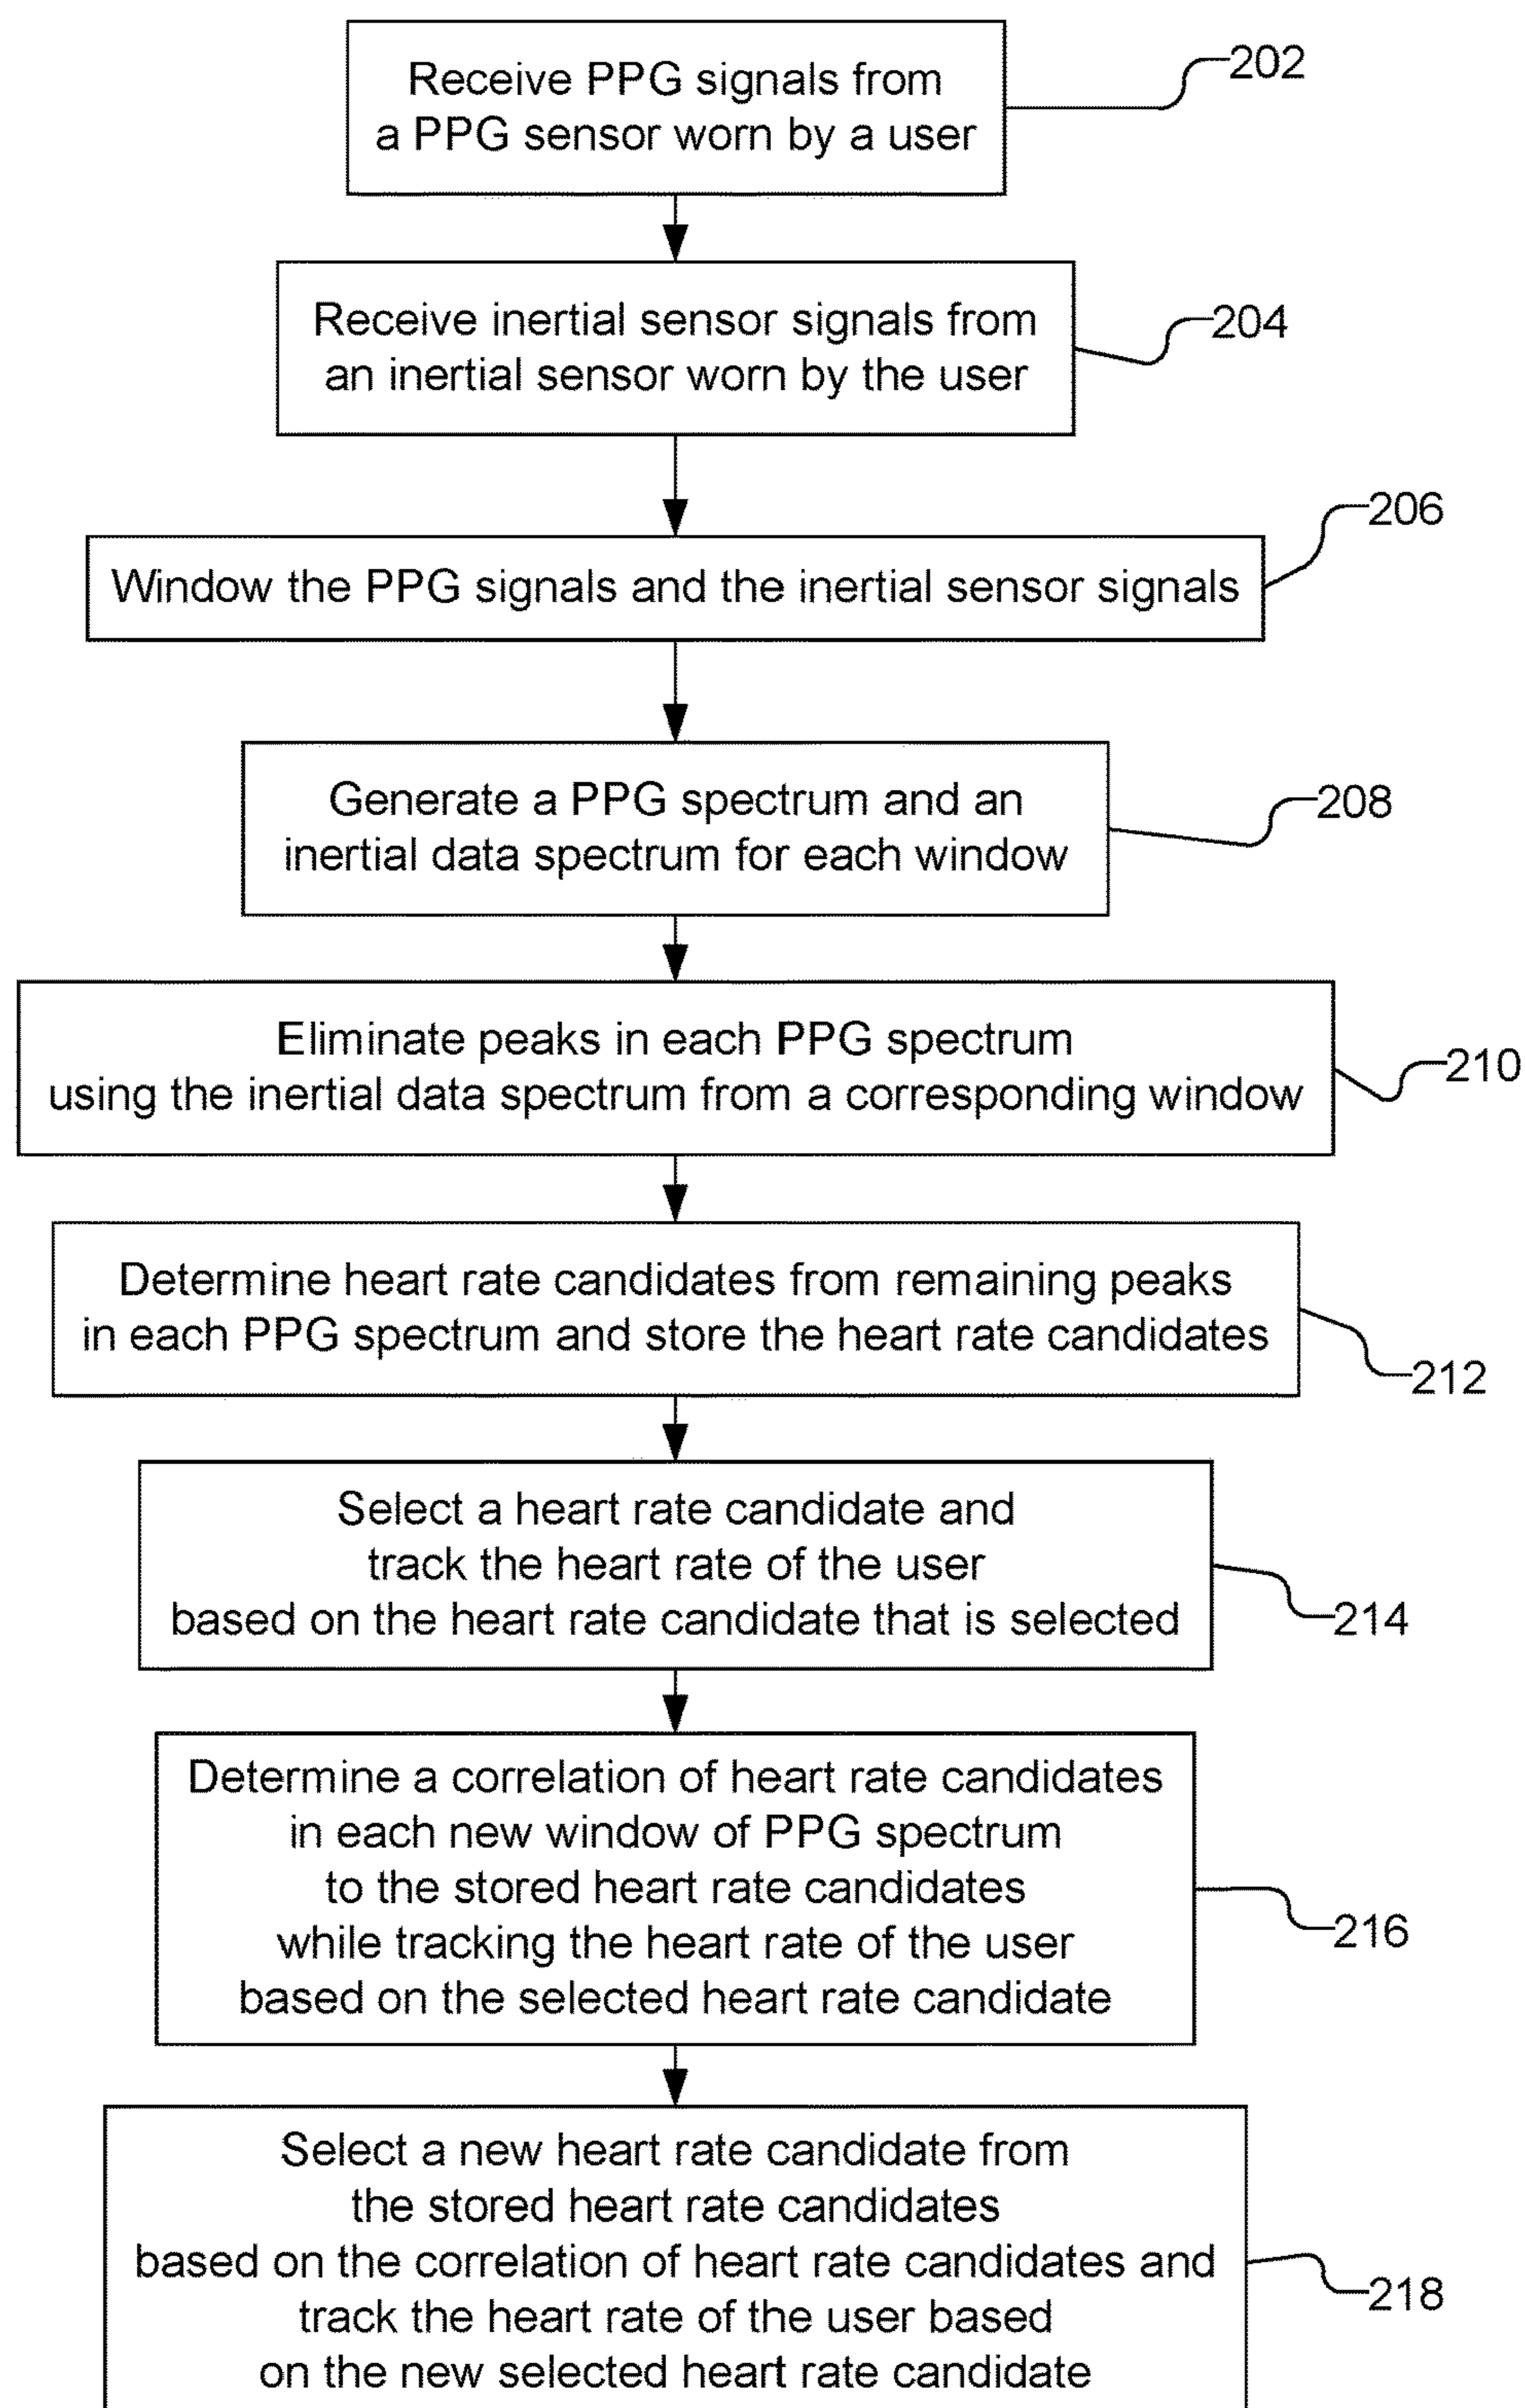 Receive PPG signals from
a PPG sensor worn by a user
202
Receive inertial sensor signals from
an inertial sensor worn by the user
204
206
Window the PPG signals and the inertial sensor signals
Generate a PPG spectrum and an
inertial data spectrum for each window
208
Eliminate peaks in each PPG spectrum
using the inertial data spectrum from a corresponding window
210
Determine heart rate candidates from remaining peaks
in each PPG spectrum and store the heart rate candidates
212
Select a heart rate candidate and
track the heart rate of the user
based on the heart rate candidate that is selected
214
Determine a correlation of heart rate candidates
in each new window of PPG spectrum
to the stored heart rate candidates
while tracking the heart rate of the user
based on the selected heart rate candidate
216
Select a new heart rate candidate from
the stored heart rate candidates
based on the correlation of heart rate candidates and
track the heart rate of the user based
on the new selected heart rate candidate
218